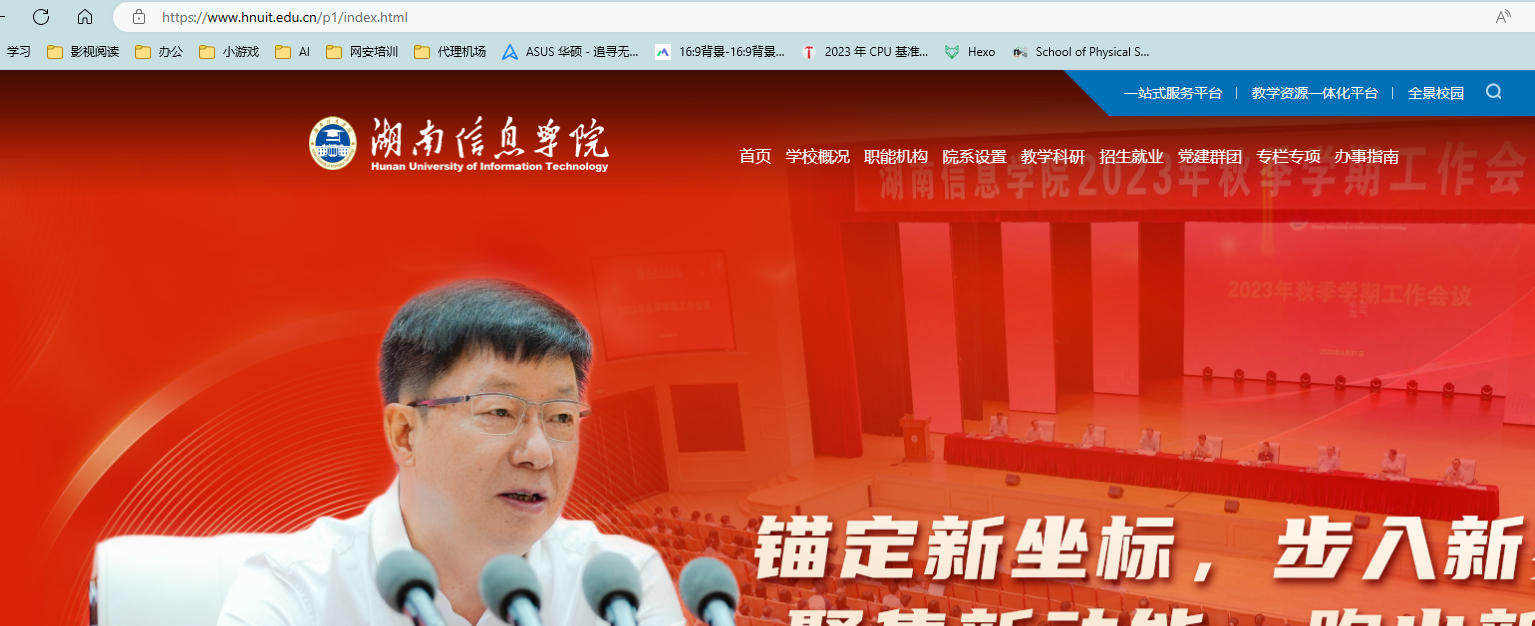 https://www.hnuit.edu.cn/p1/index.html
学习 影视阅读 办公 小游戏 AI 网安培训 代理机场 ASUS 华硕 - 追寻无... 16:9背景-16:9背景... 2023 年 CPU 基准... Hexo School of Physical S...
一站式服务平台 | 教学资源一体化平台 | 全景校园
湖南信息学院
Hunan University of Information Technology
首页 学校概况 职能机构 院系设置 教学科研 招生就业 党建群团 专栏专项 办事指南
湖南信息学院2023年秋季学期工作会
2023年秋季学期工作会议
锚定新坐标，步入新
聚焦新动能